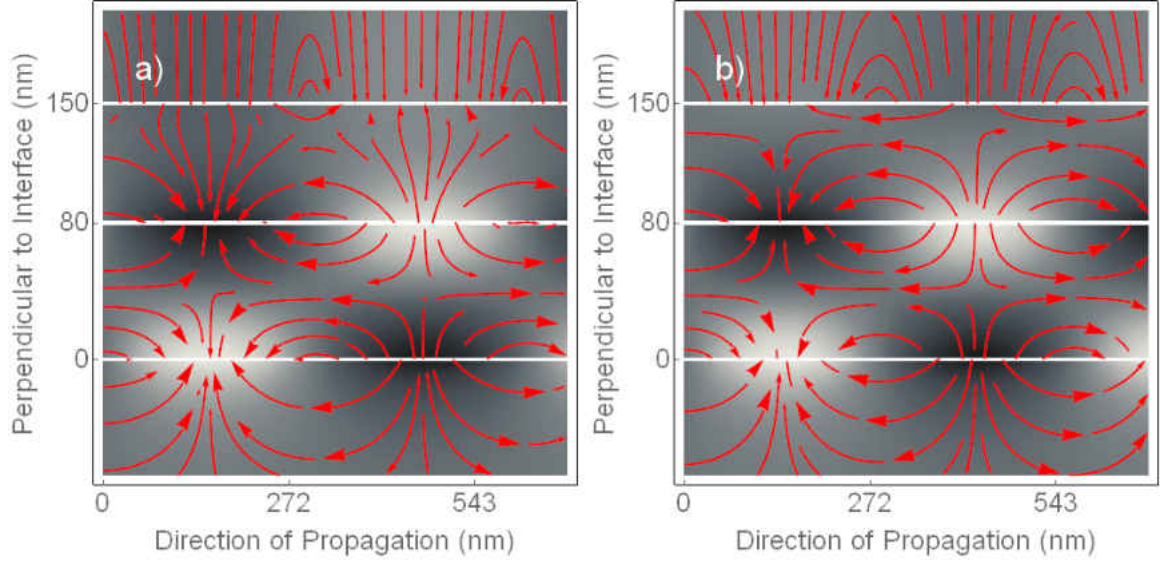 a)
Perpendicular to Interface (nm)
150
80
0
0
272
543
Direction of Propagation (nm)
b)
Perpendicular to Interface (nm)
150
80
0
0
272
543
Direction of Propagation (nm)